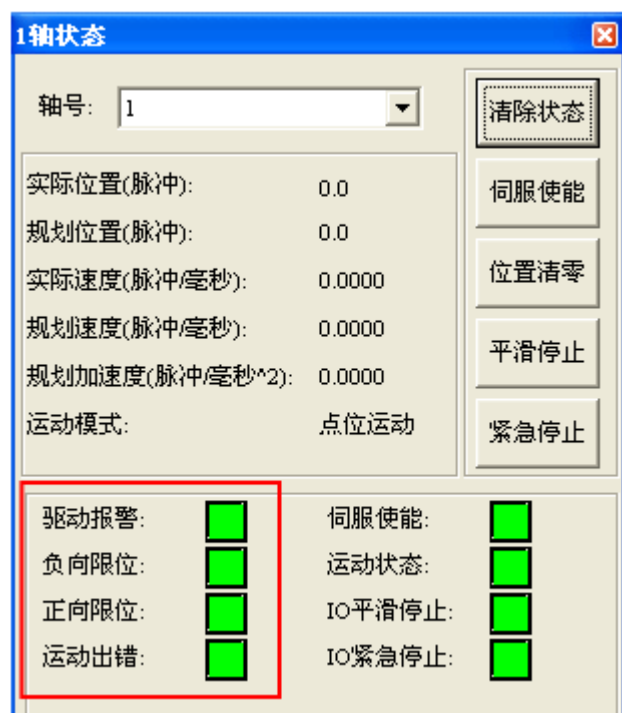 1轴状态
轴号: 1
清除状态
伺服使能
位置清零
平滑停止
紧急停止
实际位置(脉冲): 0.0
规划位置(脉冲): 0.0
实际速度(脉冲/毫秒): 0.0000
规划速度(脉冲/毫秒): 0.0000
规划加速度(脉冲/毫秒^2): 0.0000
运动模式: 点位运动
驱动报警: 伺服使能:
负向限位: 运动状态:
正向限位: IO平滑停止:
运动出错: IO紧急停止: